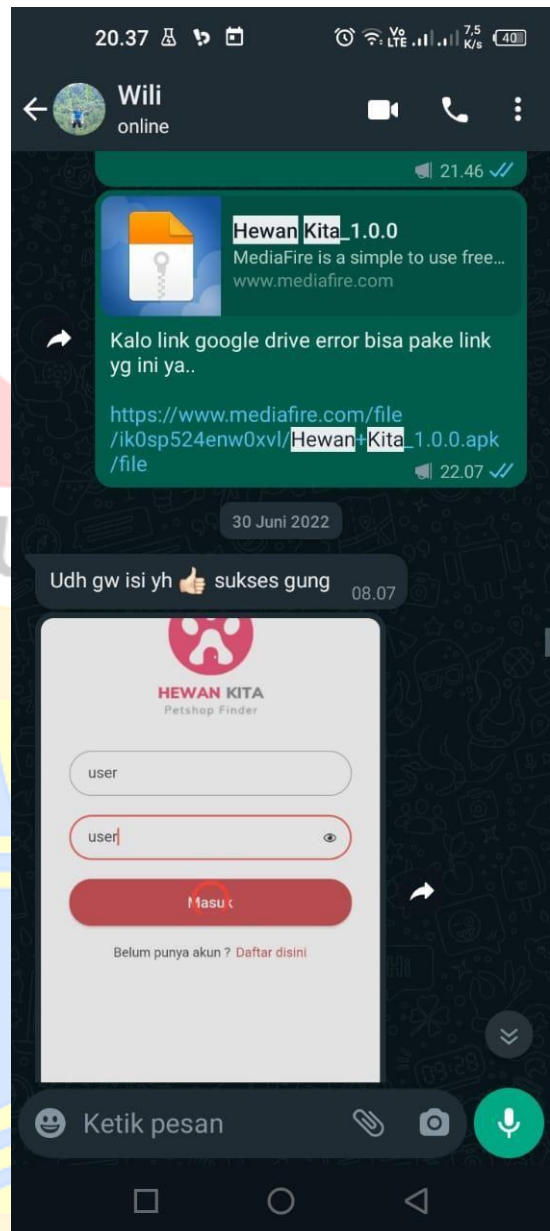 20.37
Vo
LTE
7,5
K/s
40
Wili
online
21.46
Hewan Kita_1.0.0
MediaFire is a simple to use free...
www.mediafire.com
Kalo link google drive error bisa pake link
yg ini ya..
https://www.mediafire.com/file
/ik0sp524enw0xvl/Hewan+Kita_1.0.0.apk
/file
22.07
30 Juni 2022
Udh gw isi yh 👍🏻 sukses gung
08.07
HEWAN KITA
Petshop Finder
user
user
Masuk
Belum punya akun ? Daftar disini
Ketik pesan